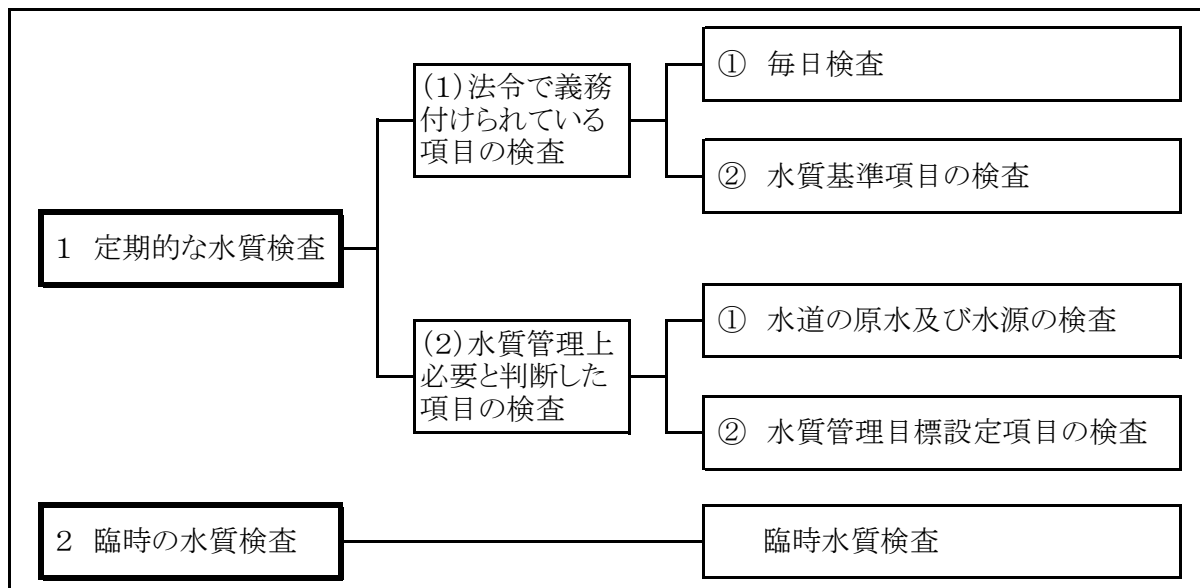 1 定期的な水質検査
(1)法令で義務
付けられている
項目の検査
① 毎日検査
② 水質基準項目の検査
(2)水質管理上
必要と判断した
項目の検査
① 水道の原水及び水源の検査
② 水質管理目標設定項目の検査
2 臨時の水質検査
臨時水質検査